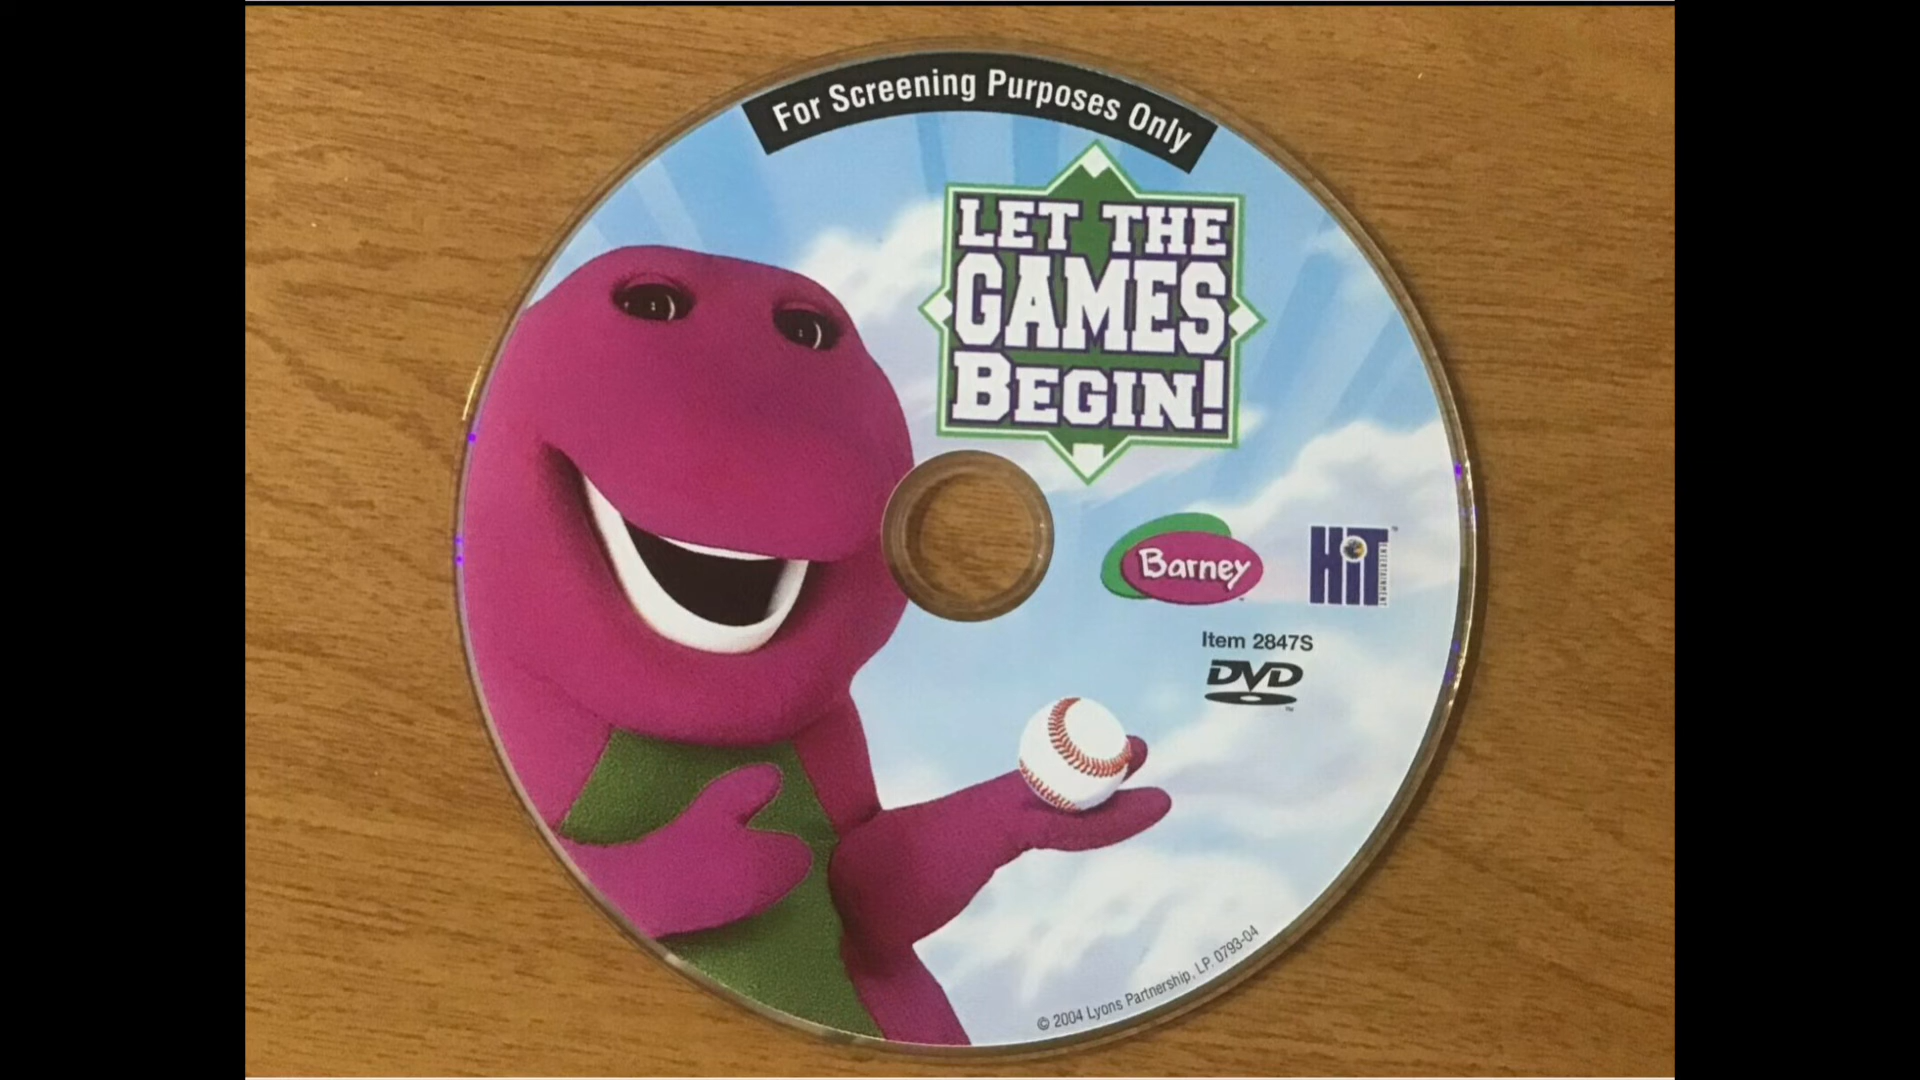 For Screening Purposes Only
LET THE
GAMES
BEGIN!
Barney
HiT
ENTERTAINMENT
Item 2847S
DVD
© 2004 Lyons Partnership, LP. 0793-04